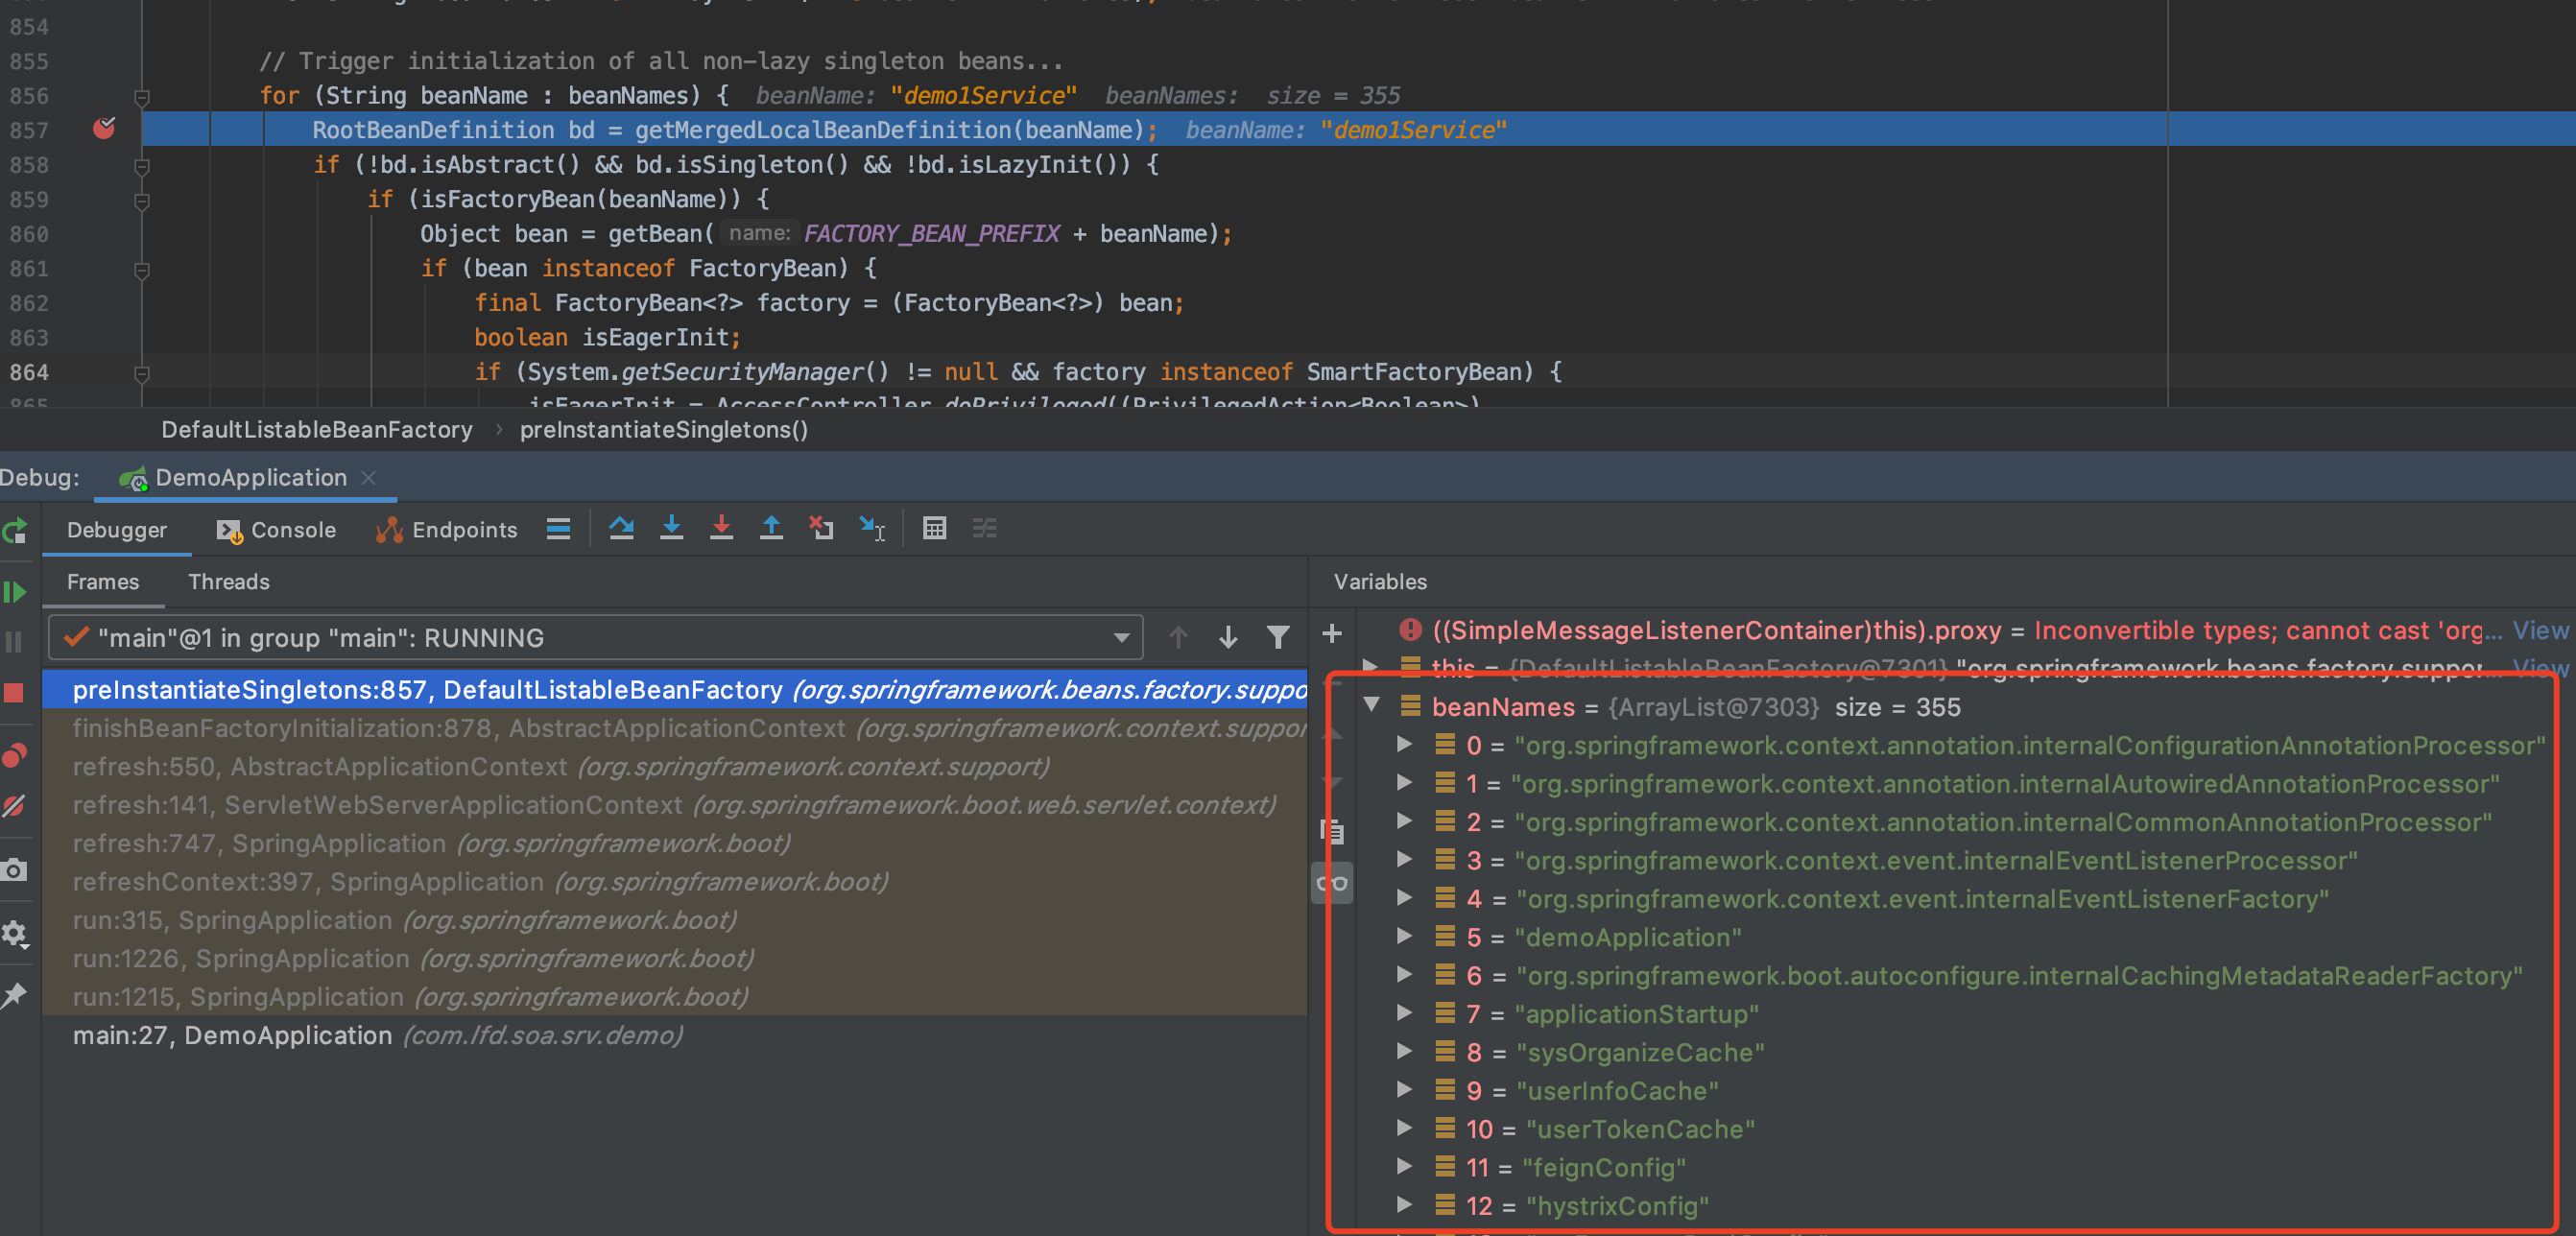 854
855 // Trigger initialization of all non-lazy singleton beans...
856 for (String beanName : beanNames) { beanName: "demo1Service" beanNames: size = 355
857 RootBeanDefinition bd = getMergedLocalBeanDefinition(beanName); beanName: "demo1Service"
858 if (!bd.isAbstract() && bd.isSingleton() && !bd.isLazyInit()) {
859 if (isFactoryBean(beanName)) {
860 Object bean = getBean( name: FACTORY_BEAN_PREFIX + beanName);
861 if (bean instanceof FactoryBean) {
862 final FactoryBean<?> factory = (FactoryBean<?>) bean;
863 boolean isEagerInit;
864 if (System.getSecurityManager() != null && factory instanceof SmartFactoryBean) {
865 isEagerInit = AccessController.doPrivileged((PrivilegedAction<Boolean>)
DefaultListableBeanFactory › preInstantiateSingletons()
Debug: DemoApplication
Debugger Console Endpoints
Frames Threads
"main"@1 in group "main": RUNNING
preInstantiateSingletons:857, DefaultListableBeanFactory (org.springframework.beans.factory.suppo
finishBeanFactoryInitialization:878, AbstractApplicationContext (org.springframework.context.suppor
refresh:550, AbstractApplicationContext (org.springframework.context.support)
refresh:141, ServletWebServerApplicationContext (org.springframework.boot.web.servlet.context)
refresh:747, SpringApplication (org.springframework.boot)
refreshContext:397, SpringApplication (org.springframework.boot)
run:315, SpringApplication (org.springframework.boot)
run:1226, SpringApplication (org.springframework.boot)
run:1215, SpringApplication (org.springframework.boot)
main:27, DemoApplication (com.lfd.soa.srv.demo)
Variables
((SimpleMessageListenerContainer)this).proxy = Inconvertible types; cannot cast 'org... View
this = {DefaultListableBeanFactory@7301} "org.springframework.beans.factory.suppor... View
beanNames = {ArrayList@7303} size = 355
0 = "org.springframework.context.annotation.internalConfigurationAnnotationProcessor"
1 = "org.springframework.context.annotation.internalAutowiredAnnotationProcessor"
2 = "org.springframework.context.annotation.internalCommonAnnotationProcessor"
3 = "org.springframework.context.event.internalEventListenerProcessor"
4 = "org.springframework.context.event.internalEventListenerFactory"
5 = "demoApplication"
6 = "org.springframework.boot.autoconfigure.internalCachingMetadataReaderFactory"
7 = "applicationStartup"
8 = "sysOrganizeCache"
9 = "userInfoCache"
10 = "userTokenCache"
11 = "feignConfig"
12 = "hystrixConfig"